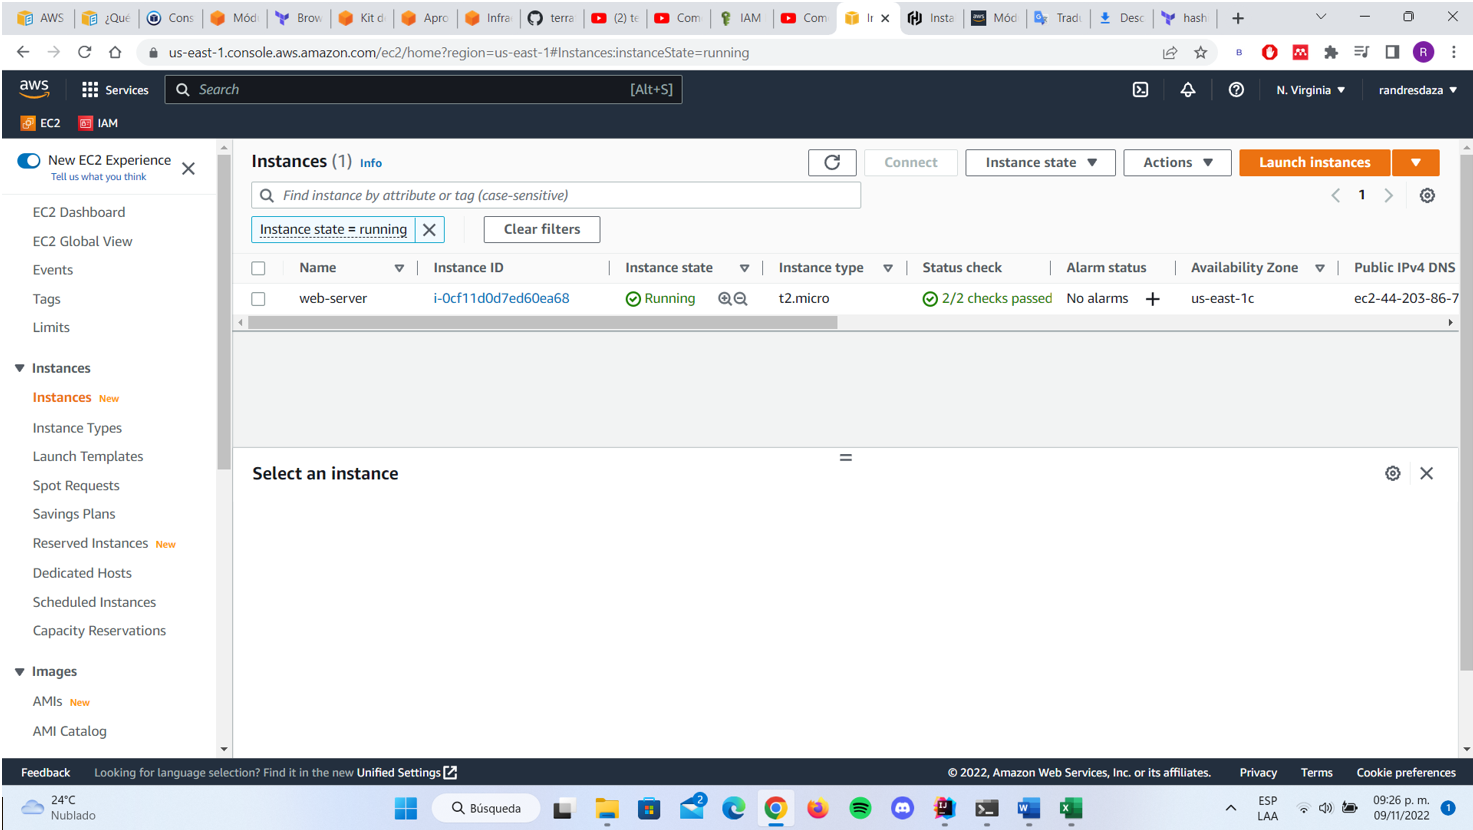 AWS
¿Qué
Cons
Mód
Brow
Kit d
Apro
Infra
terra
(2) te
Com
IAM
Com
In
Insta
Mód
Tradu
Desc
hash
us-east-1.console.aws.amazon.com/ec2/home?region=us-east-1#Instances:instanceState=running
B
R
aws
Services
Search
[Alt+S]
N. Virginia
randresdaza
EC2
IAM
New EC2 Experience
Tell us what you think
EC2 Dashboard
EC2 Global View
Events
Tags
Limits
Instances
Instances New
Instance Types
Launch Templates
Spot Requests
Savings Plans
Reserved Instances New
Dedicated Hosts
Scheduled Instances
Capacity Reservations
Images
AMIs New
AMI Catalog
Instances (1) Info
Connect
Instance state
Actions
Launch instances
Find instance by attribute or tag (case-sensitive)
1
Instance state = running
Clear filters
Name Instance ID Instance state Instance type Status check Alarm status Availability Zone Public IPv4 DNS
web-server i-0cf11d0d7ed60ea68 Running t2.micro 2/2 checks passed No alarms us-east-1c ec2-44-203-86-7
Select an instance
Feedback Looking for language selection? Find it in the new Unified Settings
© 2022, Amazon Web Services, Inc. or its affiliates. Privacy Terms Cookie preferences
24°C
Nublado
Búsqueda
2
ESP
LAA
09:26 p. m.
09/11/2022
1